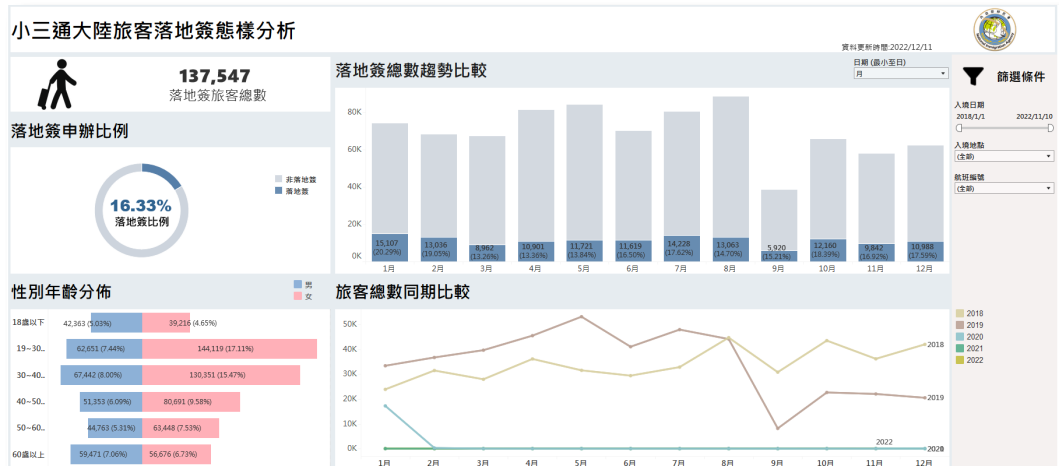 小三通大陸旅客落地簽態樣分析
資料更新時間:2022/12/11
137,547
落地簽旅客總數
落地簽申辦比例
16.33%
落地簽比例
非落地簽
落地簽
落地簽總數趨勢比較
日期 (最小至日)
月
80K
60K
40K
20K
0K
15,107 13,036 8,962 10,901 11,721 11,619 14,228 13,063 5,920 12,160 9,842 10,988
(20.29%) (19.05%) (13.26%) (13.36%) (13.84%) (16.50%) (17.62%) (14.70%) (15.21%) (18.39%) (16.92%) (17.59%)
1月 2月 3月 4月 5月 6月 7月 8月 9月 10月 11月 12月
篩選條件
入境日期
2018/1/1 2022/11/10
入境地點
(全部)
航班編號
(全部)
性別年齡分佈
男
女
18歲以下 42,363 (5.03%) 39,216 (4.65%)
19~30.. 62,651 (7.44%) 144,119 (17.11%)
30~40.. 67,442 (8.00%) 130,351 (15.47%)
40~50.. 51,353 (6.09%) 80,691 (9.58%)
50~60.. 44,763 (5.31%) 63,448 (7.53%)
60歲以上 59,471 (7.06%) 56,676 (6.73%)
旅客總數同期比較
50K
40K
30K
20K
10K
0K
2018
2019
2022
1月 2月 3月 4月 5月 6月 7月 8月 9月 10月 11月 12月
2018
2019
2020
2021
2022